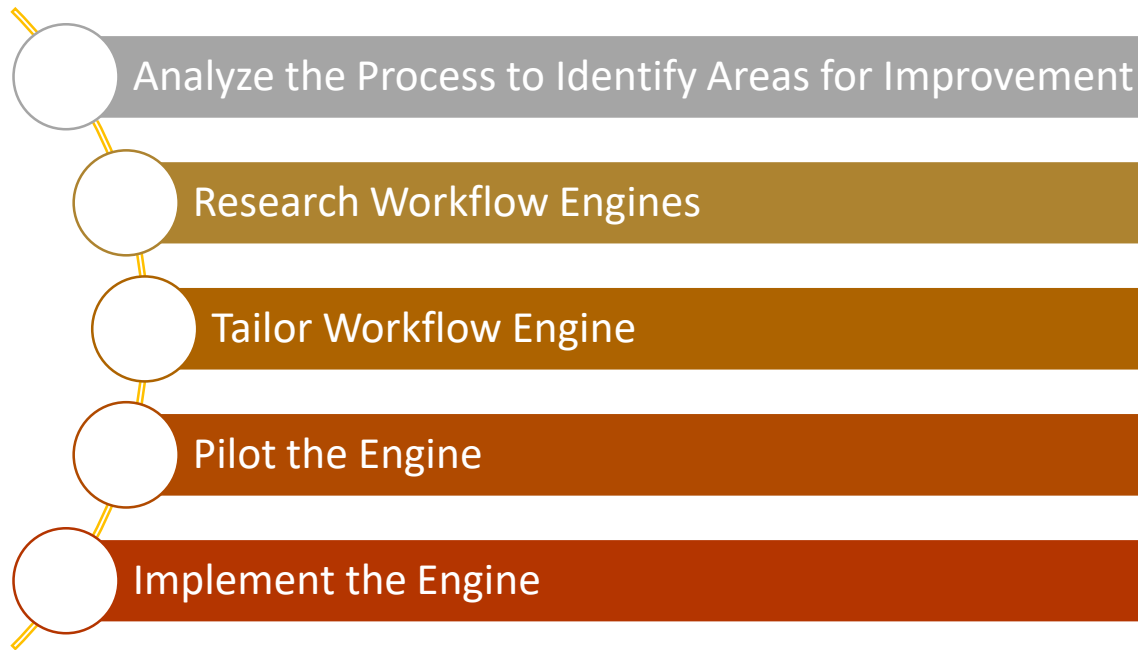 Analyze the Process to Identify Areas for Improvement
Research Workflow Engines
Tailor Workflow Engine
Pilot the Engine
Implement the Engine